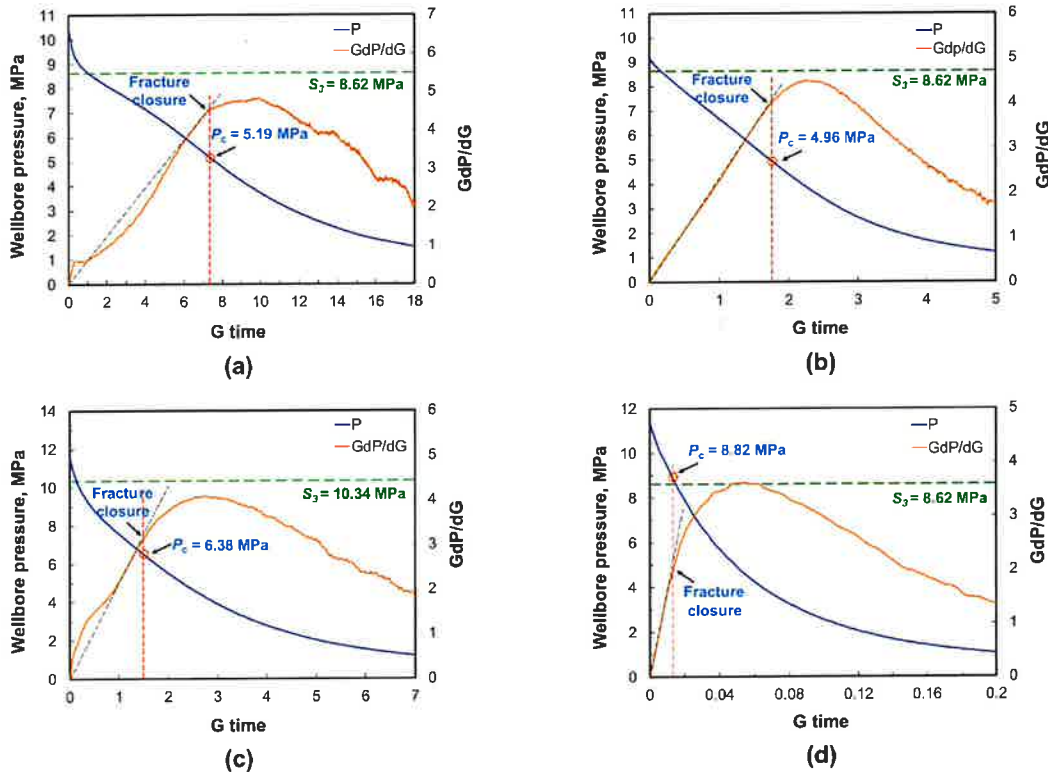 P
GdP/dG
11
10
9
8
7
6
5
4
3
2
1
0
Wellbore pressure, MPa
7
6
5
4
3
2
1
0
GdP/dG
S₃ = 8.62 MPa
Fracture
closure
Pc = 5.19 MPa
0 2 4 6 8 10 12 14 16 18
G time
(a)
P
Gdp/dG
11
10
9
8
7
6
5
4
3
2
1
0
Wellbore pressure, MPa
6
5
4
3
2
1
0
GdP/dG
S₃ = 8.62 MPa
Fracture
closure
Pc = 4.96 MPa
0 1 2 3 4 5
G time
(b)
P
GdP/dG
14
12
10
8
6
4
2
0
Wellbore pressure, MPa
6
5
4
3
2
1
0
GdP/dG
S₃ = 10.34 MPa
Fracture
closure
Pc = 6.38 MPa
0 1 2 3 4 5 6 7
G time
(c)
P
GdP/dG
12
10
8
6
4
2
0
Wellbore pressure, MPa
5
4
3
2
1
0
GdP/dG
Pc = 8.82 MPa
S₃ = 8.62 MPa
Fracture
closure
0 0.04 0.08 0.12 0.16 0.2
G time
(d)